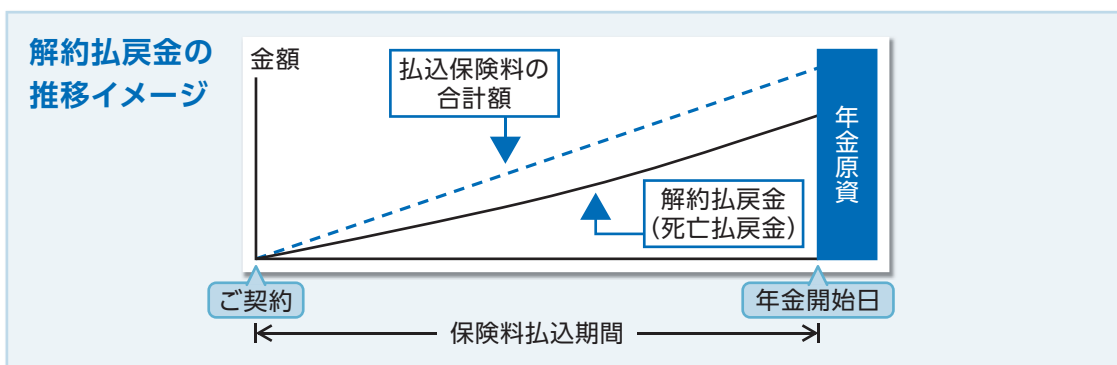 解約払戻金の
推移イメージ
金額
払込保険料の
合計額
解約払戻金
(死亡払戻金)
年金原資
ご契約
年金開始日
保険料払込期間